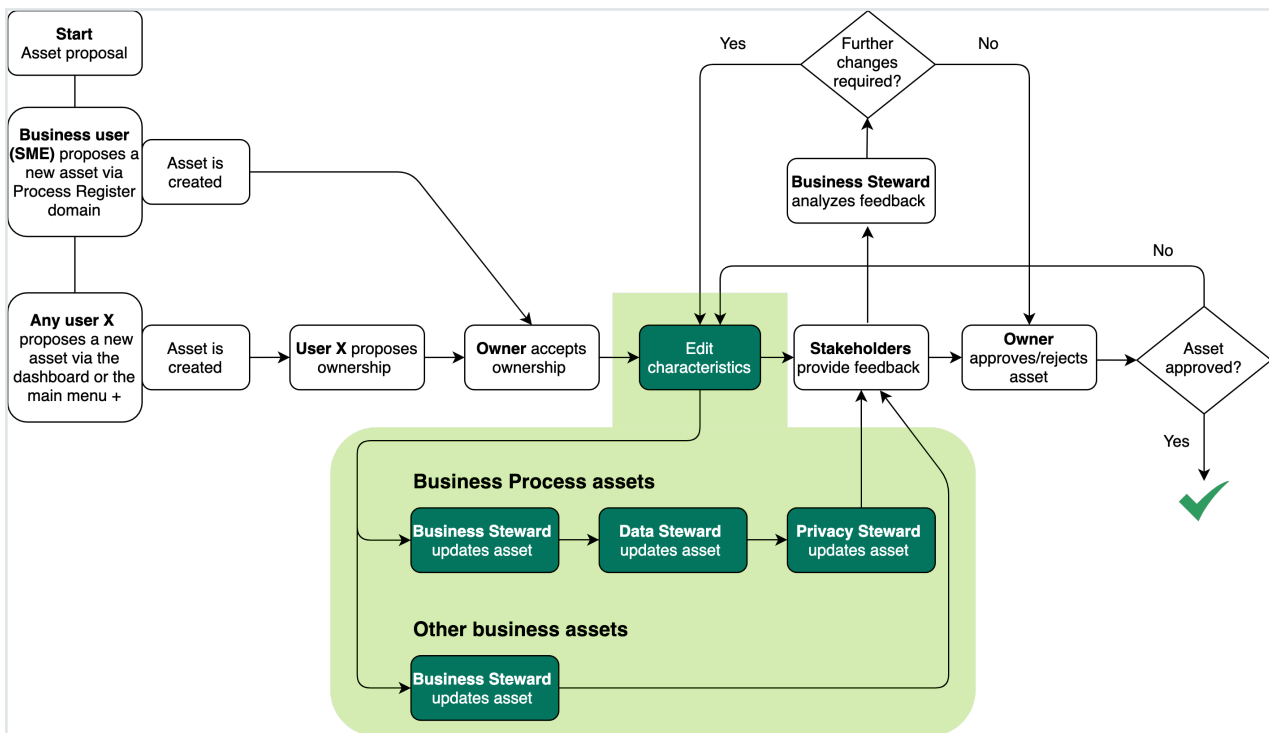 Start
Asset proposal
Business user
(SME) proposes a
new asset via
Process Register
domain
Asset is
created
Any user X
proposes a new
asset via the
dashboard or the
main menu +
Asset is
created
User X proposes
ownership
Owner accepts
ownership
Edit
characteristics
Stakeholders
provide feedback
Business Steward
analyzes feedback
Further
changes
required?
Yes
No
Owner
approves/rejects
asset
Asset
approved?
No
Yes
Business Process assets
Business Steward
updates asset
Data Steward
updates asset
Privacy Steward
updates asset
Other business assets
Business Steward
updates asset